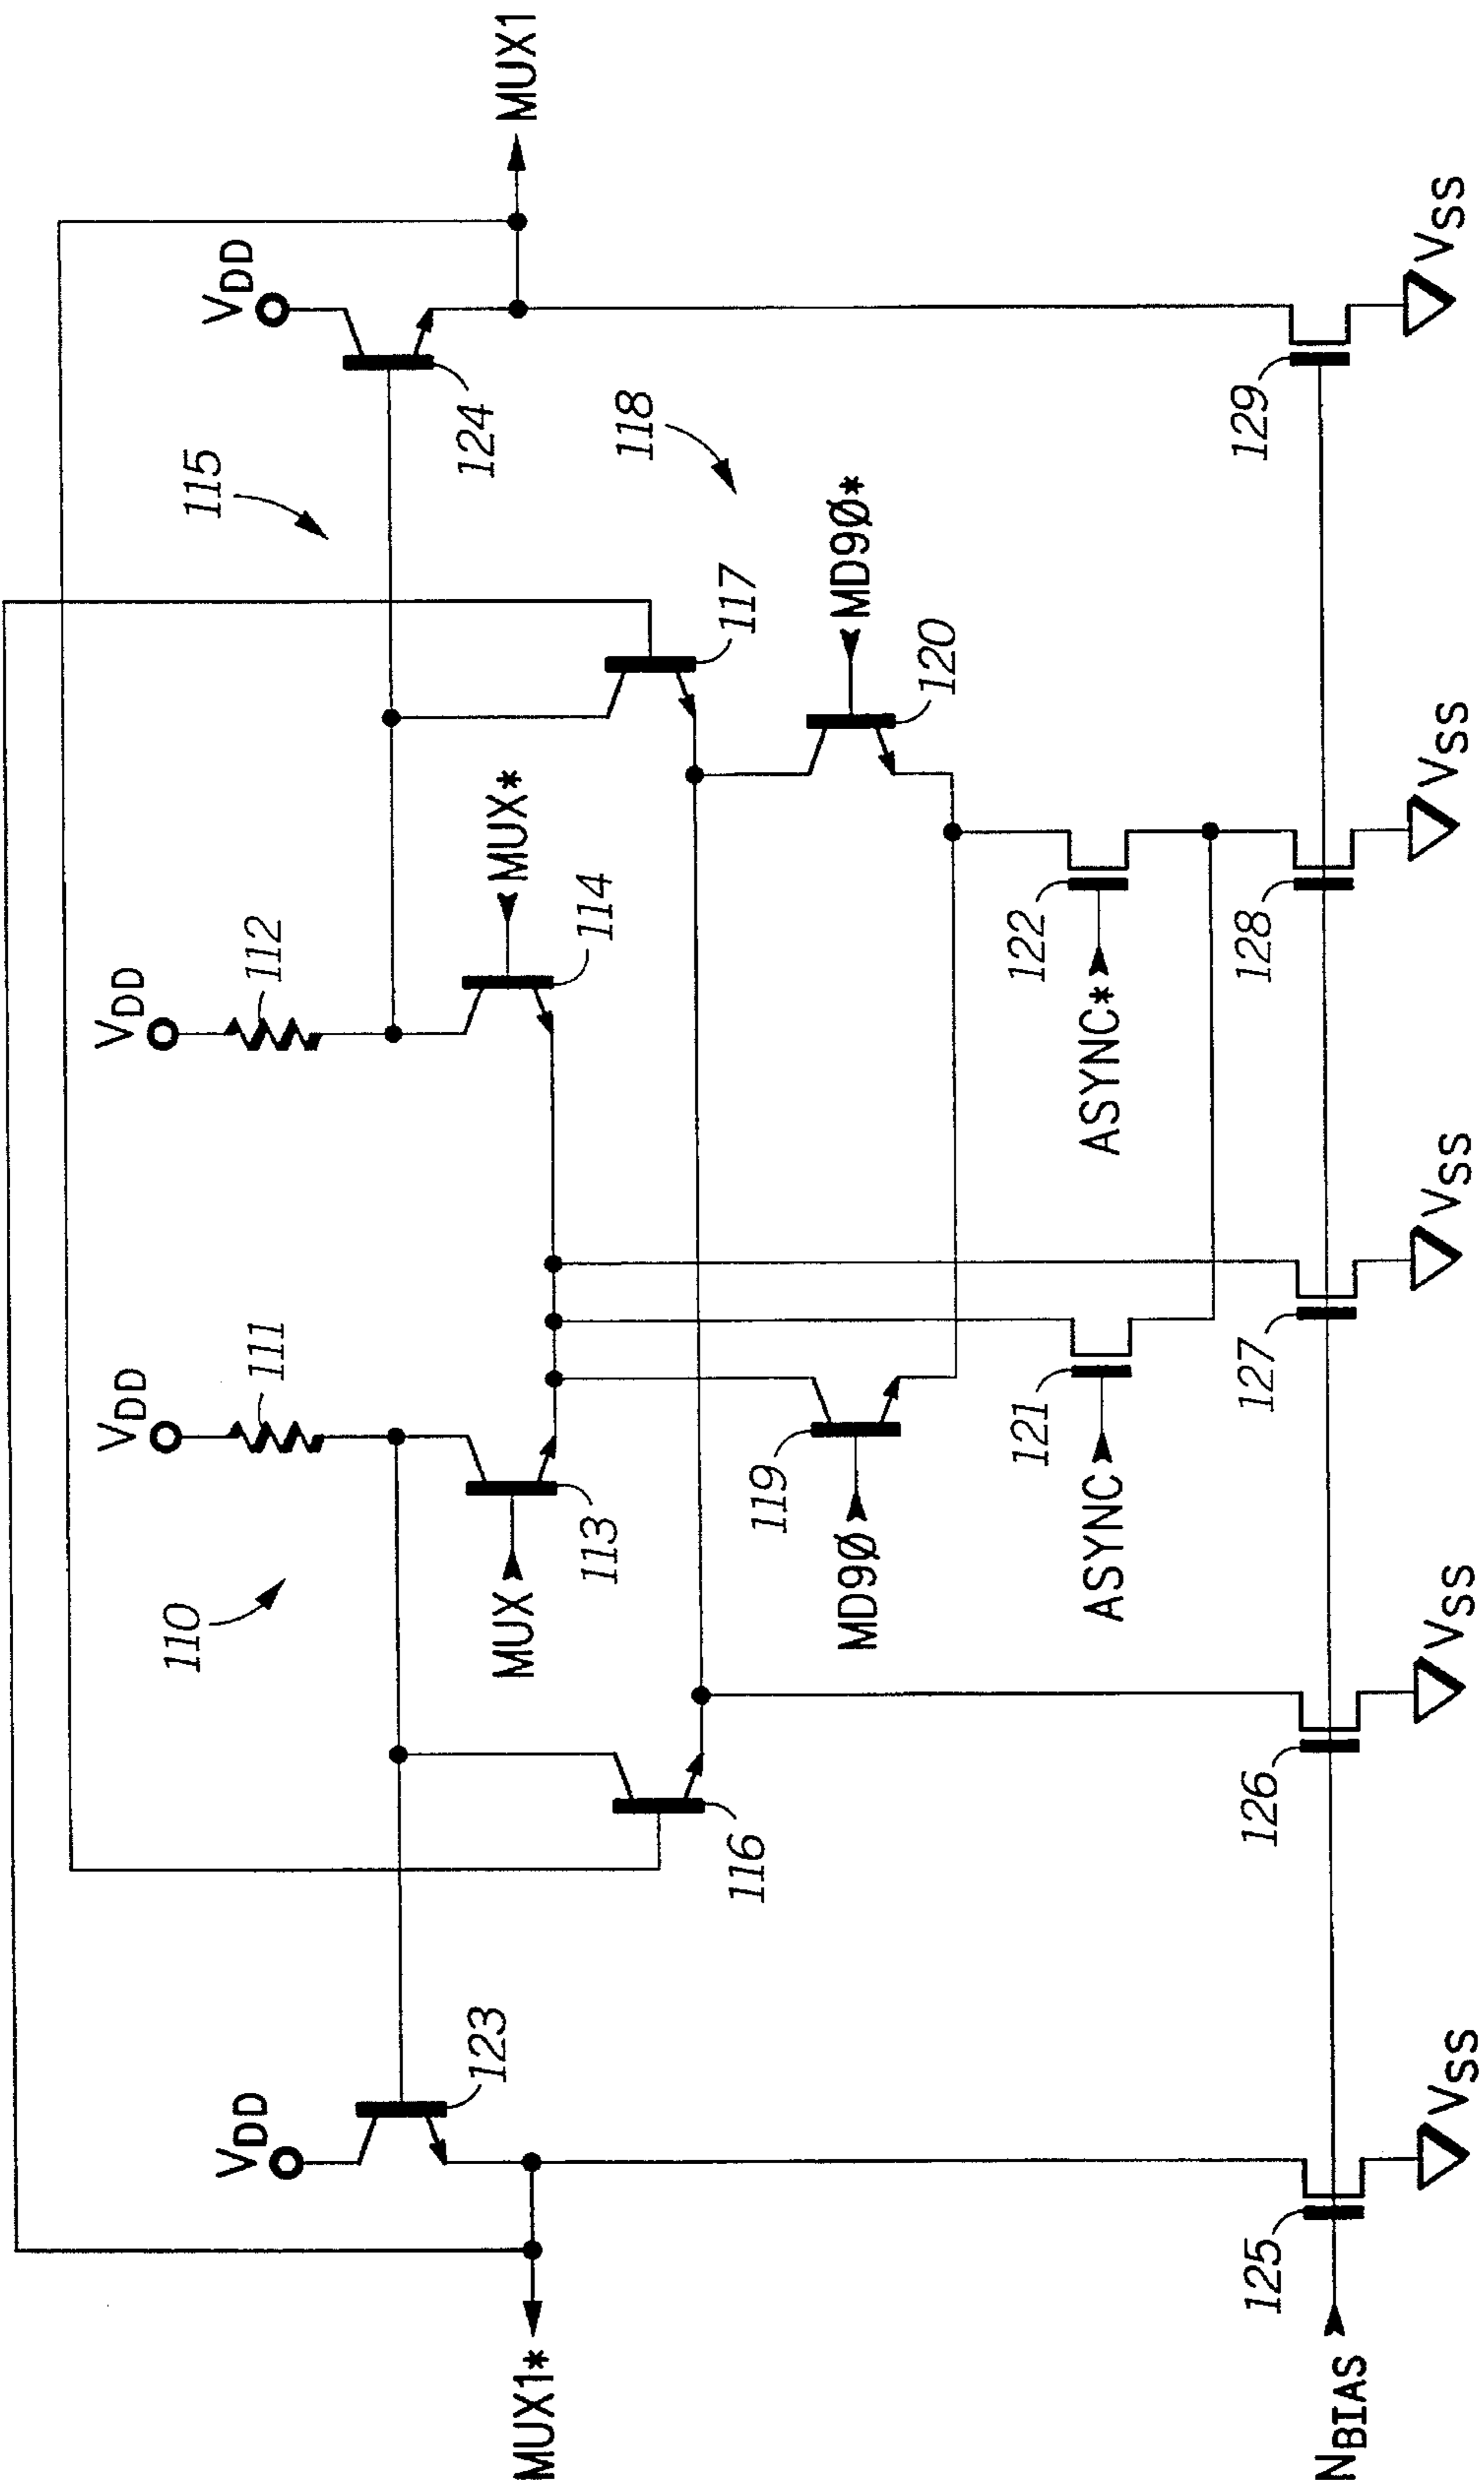 MUX1
VDD
115
124
118
129
VSS
117
MD90*
120
MUX*
114
VDD
112
122
ASYNC*
128
VSS
VDD
111
110
MUX
113
119
MD90
121
ASYNC
127
VSS
116
126
VSS
VDD
123
MUX1*
125
VSS
NBIAS